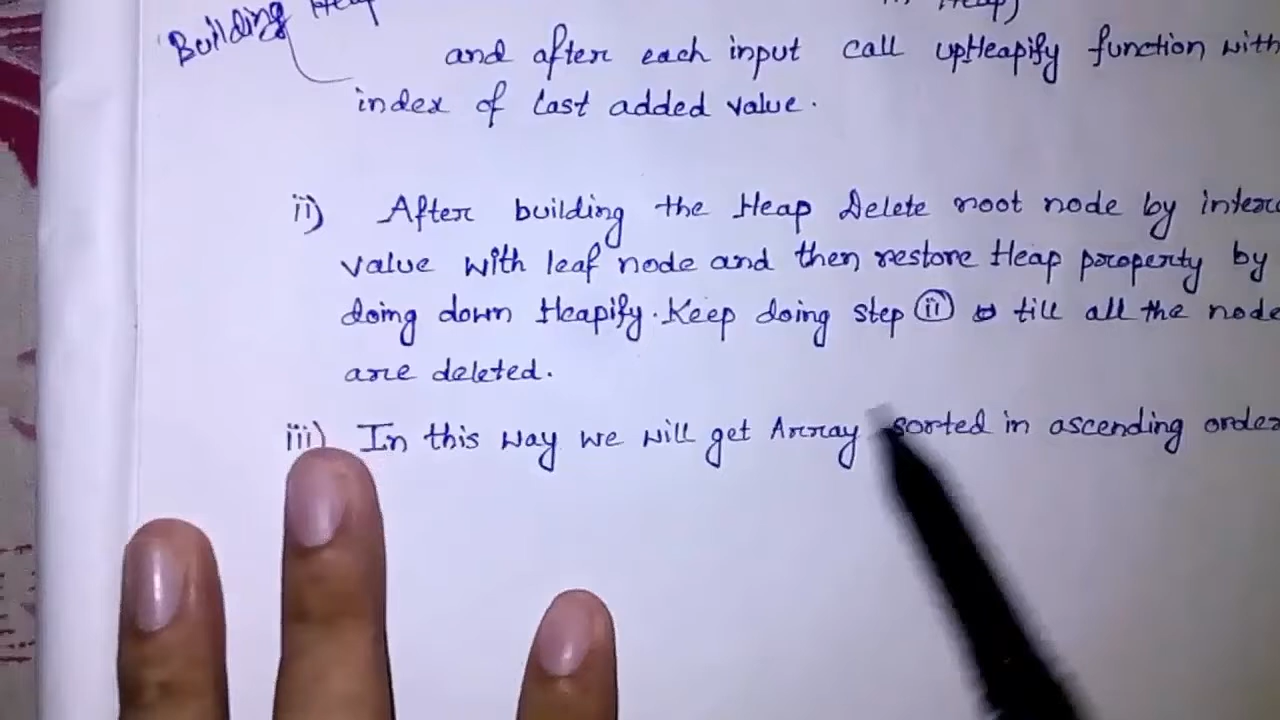 Building Heap
Heap)
and after each input call upHeapify function with
index of last added value.
ii) After building the Heap Delete root node by
value with leaf node and then restore Heap property by
doing down Heapify. Keep doing step (ii) till all the node
are deleted.
iii) In this way we will get Array sorted in ascending order